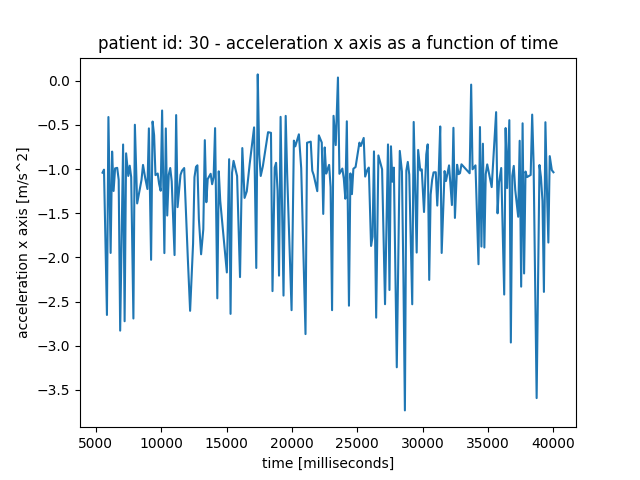 patient id: 30 - acceleration x axis as a function of time
acceleration x axis [m/s^2]
0.0
−0.5
−1.0
−1.5
−2.0
−2.5
−3.0
−3.5
5000 10000 15000 20000 25000 30000 35000 40000
time [milliseconds]